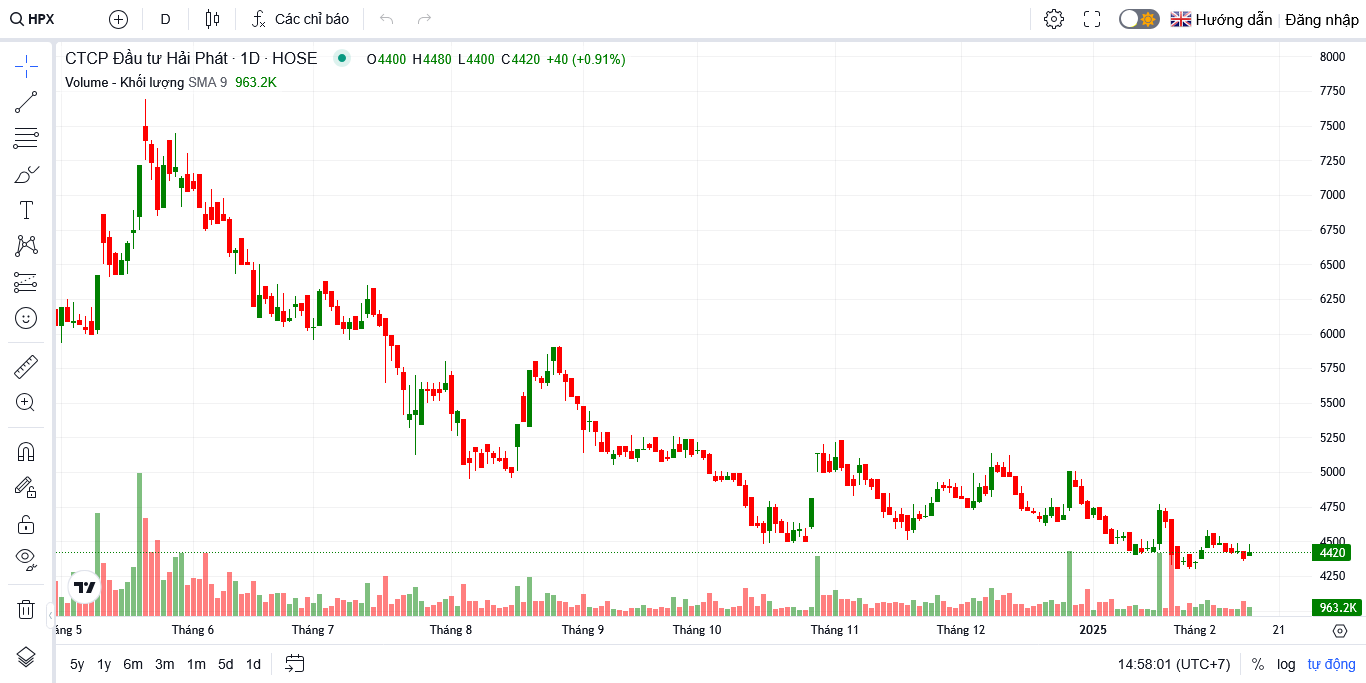 HPX D Các chỉ báo Hướng dẫn Đăng nhập
CTCP Đầu tư Hải Phát · 1D · HOSE O4400 H4480 L4400 C4420 +40 (+0.91%)
Volume - Khối lượng SMA 9 963.2K
8000
7750
7500
7250
7000
6750
6500
6250
6000
5750
5500
5250
5000
4750
4500
4420
4250
963.2K
áng 5 Tháng 6 Tháng 7 Tháng 8 Tháng 9 Tháng 10 Tháng 11 Tháng 12 2025 Tháng 2 21
5y 1y 6m 3m 1m 5d 1d 14:58:01 (UTC+7) % log tự động